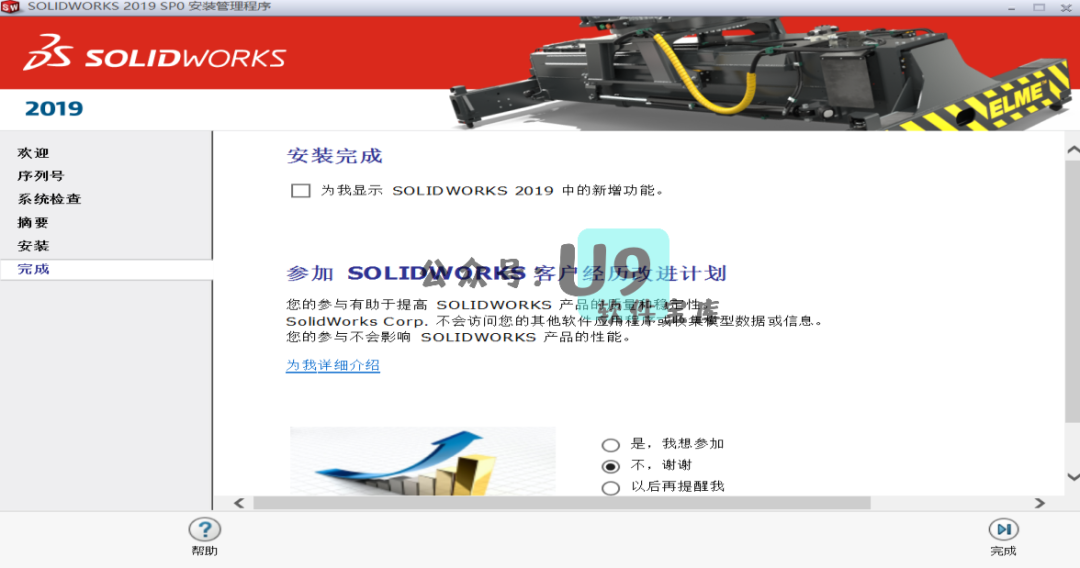 SOLIDWORKS 2019 SP0 安装管理程序
SOLIDWORKS
ELME
2019
欢迎
序列号
系统检查
摘要
安装
完成
安装完成
为我显示 SOLIDWORKS 2019 中的新增功能。
参加 SOLIDWORKS 客户经历改进计划
公众号:U9
软件宝库
您的参与有助于提高 SOLIDWORKS 产品的质量和稳定性。
SolidWorks Corp. 不会访问您的其他软件应用程序或收集模型数据或信息。
您的参与不会影响 SOLIDWORKS 产品的性能。
为我详细介绍
是，我想参加
不，谢谢
以后再提醒我
帮助
完成